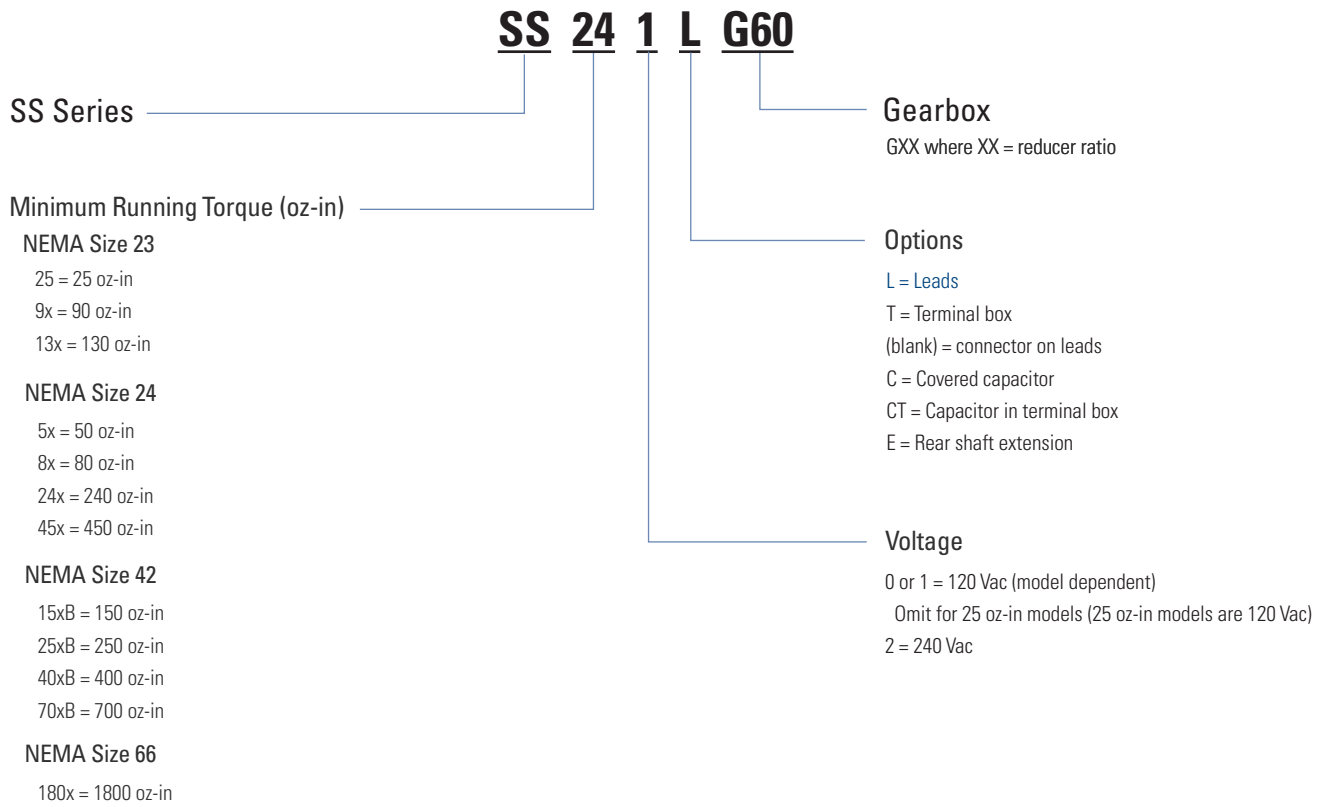 SS 24 1 L G60
SS Series
Minimum Running Torque (oz-in)
NEMA Size 23
25 = 25 oz-in
9x = 90 oz-in
13x = 130 oz-in
NEMA Size 24
5x = 50 oz-in
8x = 80 oz-in
24x = 240 oz-in
45x = 450 oz-in
NEMA Size 42
15xB = 150 oz-in
25xB = 250 oz-in
40xB = 400 oz-in
70xB = 700 oz-in
NEMA Size 66
180x = 1800 oz-in
Gearbox
GXX where XX = reducer ratio
Options
L = Leads
T = Terminal box
(blank) = connector on leads
C = Covered capacitor
CT = Capacitor in terminal box
E = Rear shaft extension
Voltage
0 or 1 = 120 Vac (model dependent)
Omit for 25 oz-in models (25 oz-in models are 120 Vac)
2 = 240 Vac